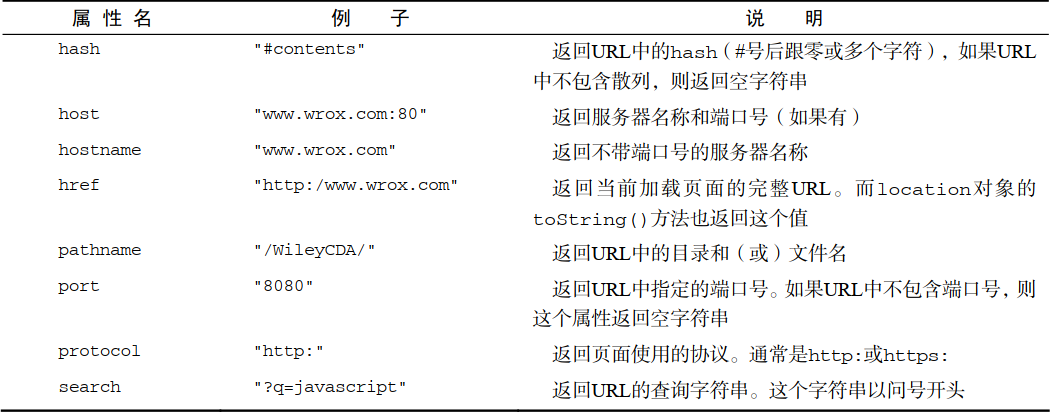 属 性 名 例 子 说 明
hash "#contents" 返回URL中的hash（#号后跟零或多个字符），如果URL
中不包含散列，则返回空字符串
host "www.wrox.com:80" 返回服务器名称和端口号（如果有）
hostname "www.wrox.com" 返回不带端口号的服务器名称
href "http:/www.wrox.com" 返回当前加载页面的完整URL。而location对象的
toString()方法也返回这个值
pathname "/WileyCDA/" 返回URL中的目录和（或）文件名
port "8080" 返回URL中指定的端口号。如果URL中不包含端口号，则
这个属性返回空字符串
protocol "http:" 返回页面使用的协议。通常是http:或https:
search "?q=javascript" 返回URL的查询字符串。这个字符串以问号开头